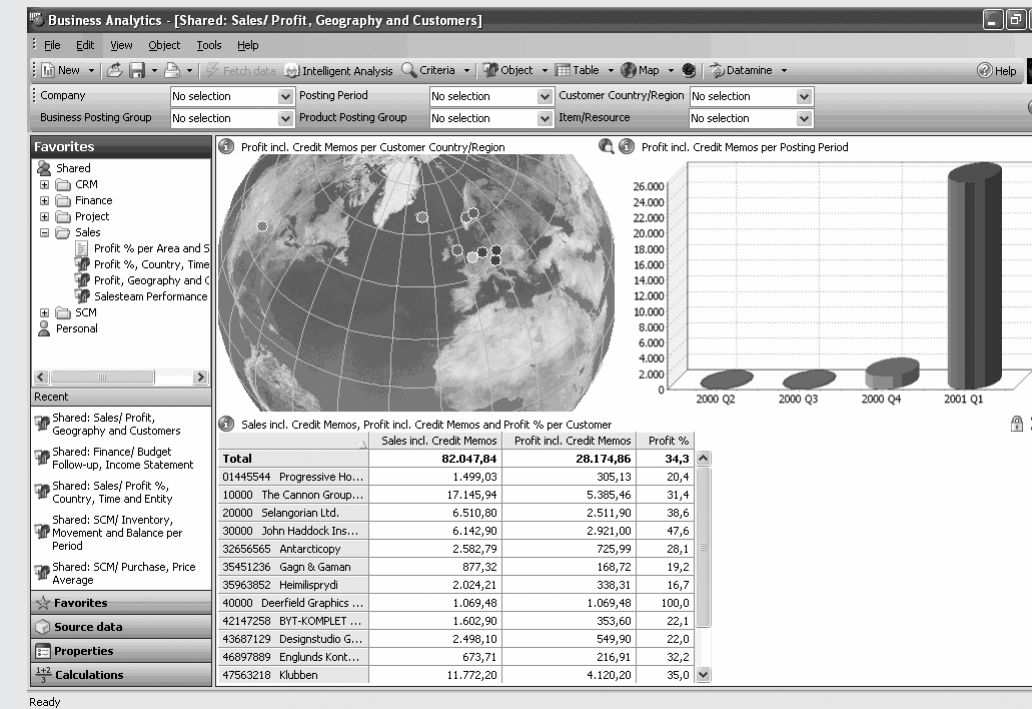 Business Analytics - [Shared: Sales/ Profit, Geography and Customers]
File Edit View Object Tools Help
New Fetch data Intelligent Analysis Criteria Object Table Map Datamine Help
Company No selection Posting Period No selection Customer Country/Region No selection
Business Posting Group No selection Product Posting Group No selection Item/Resource No selection
Favorites
Shared
CRM
Finance
Project
Sales
Profit % per Area and S
Profit %, Country, Time
Profit, Geography and C
Salesteam Performance
SCM
Personal
Recent
Shared: Sales/ Profit,
Geography and Customers
Shared: Finance/ Budget
Follow-up, Income Statement
Shared: Sales/ Profit %,
Country, Time and Entity
Shared: SCM/ Inventory,
Movement and Balance per
Period
Shared: SCM/ Purchase, Price
Average
Favorites
Source data
Properties
1+2
3
Calculations
Profit incl. Credit Memos per Customer Country/Region
Profit incl. Credit Memos per Posting Period
26.000
24.000
22.000
20.000
18.000
16.000
14.000
12.000
10.000
8.000
6.000
4.000
2.000
0
2000 Q2 2000 Q3 2000 Q4 2001 Q1
Sales incl. Credit Memos, Profit incl. Credit Memos and Profit % per Customer
Sales incl. Credit Memos Profit incl. Credit Memos Profit %
Total 82.047,84 28.174,86 34,3
01445544 Progressive Ho... 1.499,03 305,13 20,4
10000 The Cannon Group... 17.145,94 5.385,46 31,4
20000 Selangorian Ltd. 6.510,80 2.511,90 38,6
30000 John Haddock Ins... 6.142,90 2.921,00 47,6
32656565 Antarcticopy 2.582,79 725,99 28,1
35451236 Gagn & Gaman 877,32 168,72 19,2
35963852 Heimilisprydi 2.024,21 338,31 16,7
40000 Deerfield Graphics ... 1.069,48 1.069,48 100,0
42147258 BYT-KOMPLET ... 1.602,90 353,60 22,1
43687129 Designstudio G... 2.498,10 549,90 22,0
46897889 Englunds Kont... 673,71 216,91 32,2
47563218 Klubben 11.772,20 4.120,20 35,0
Ready